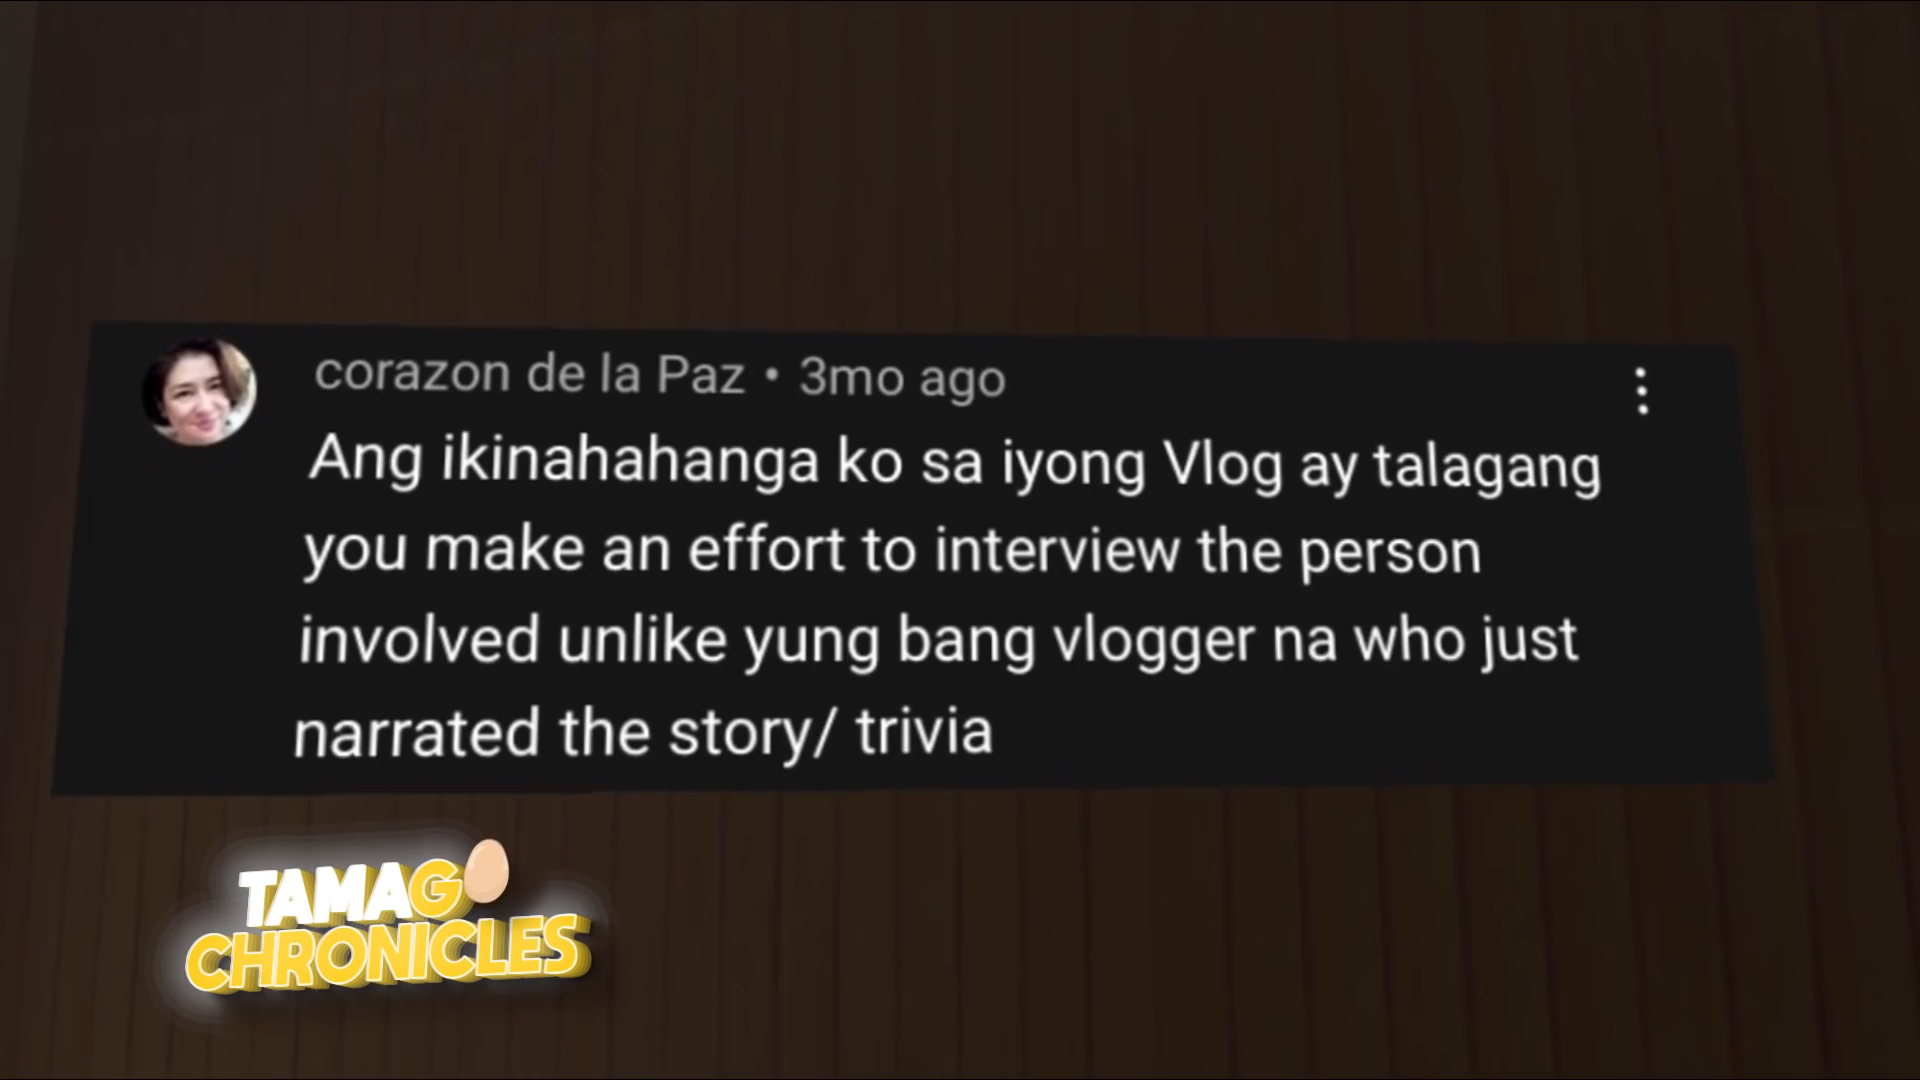 corazon de la Paz • 3mo ago
Ang ikinahahanga ko sa iyong Vlog ay talagang
you make an effort to interview the person
involved unlike yung bang vlogger na who just
narrated the story/ trivia
TAMAGO
CHRONICLES